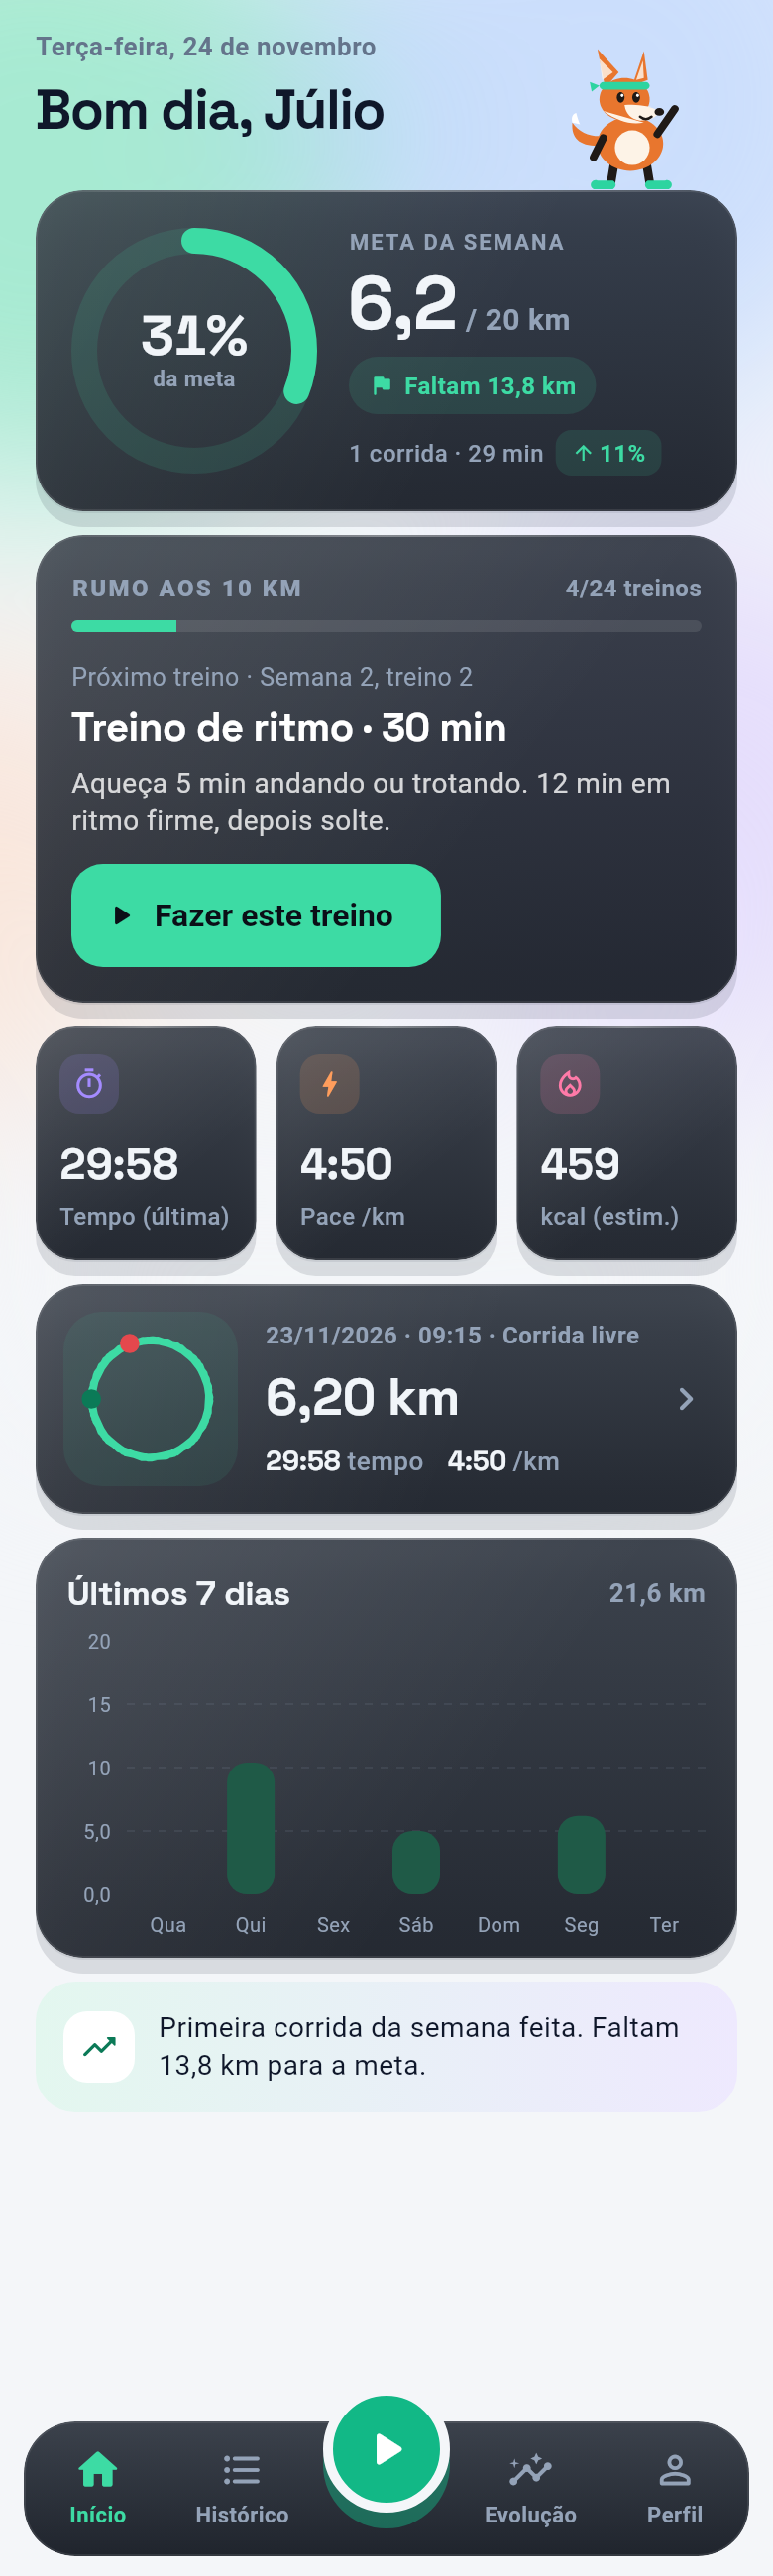 Terça-feira, 24 de novembro
Bom dia, Júlio
31%
da meta
META DA SEMANA
6,2 / 20 km
Faltam 13,8 km
1 corrida · 29 min ↑ 11%
RUMO AOS 10 KM
4/24 treinos
Próximo treino · Semana 2, treino 2
Treino de ritmo · 30 min
Aqueça 5 min andando ou trotando. 12 min em
ritmo firme, depois solte.
Fazer este treino
29:58
Tempo (última)
4:50
Pace /km
459
kcal (estim.)
23/11/2026 · 09:15 · Corrida livre
6,20 km
29:58 tempo 4:50 /km
Últimos 7 dias
21,6 km
20
15
10
5,0
0,0
Qua Qui Sex Sáb Dom Seg Ter
Primeira corrida da semana feita. Faltam
13,8 km para a meta.
Início
Histórico
Evolução
Perfil